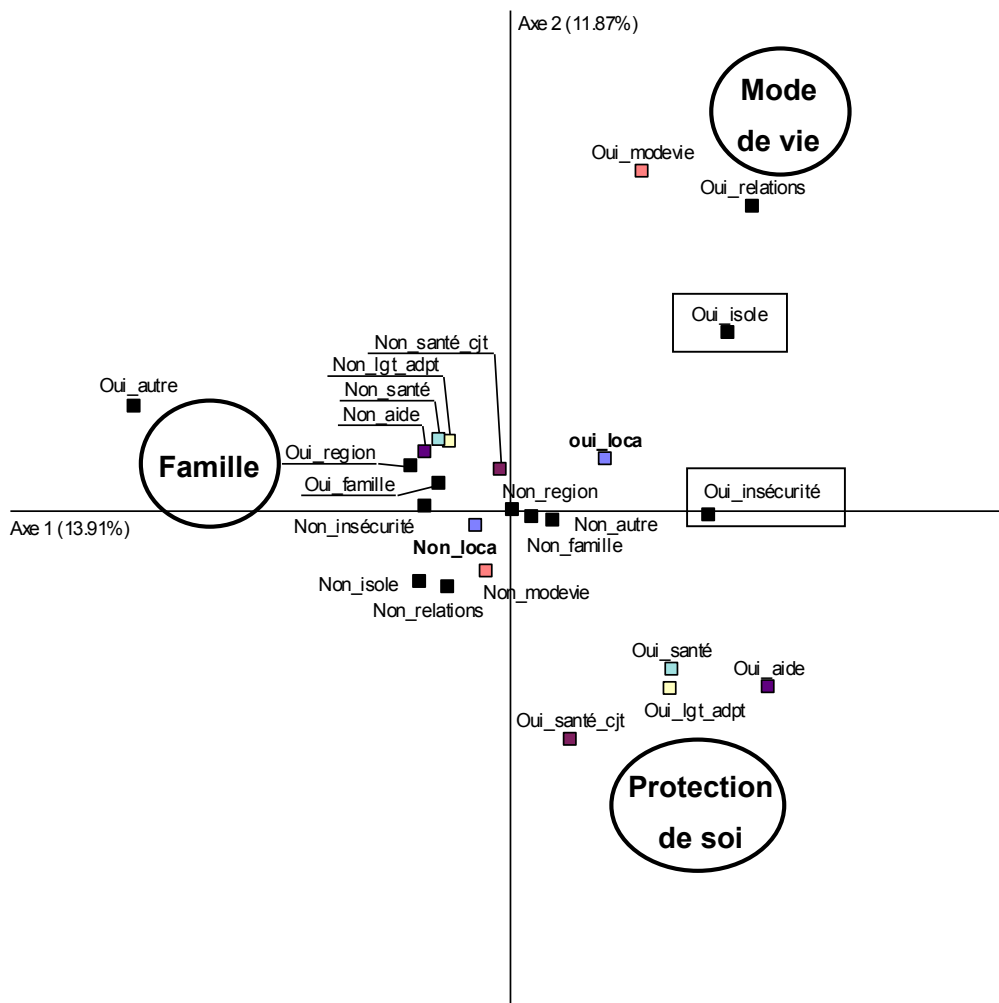 Axe 2 (11.87%)
Mode
de vie
Oui_modevie
Oui_relations
Oui_isole
Non_santé_cjt
Non_lgt_adpt
Oui_autre
Non_santé
Non_aide
oui_loca
Oui_region
Famille
Oui_famille
Non_region
Oui_insécurité
Axe 1 (13.91%)
Non_insécurité
Non_autre
Non_famille
Non_loca
Non_isole
Non_modevie
Non_relations
Oui_santé
Oui_aide
Oui_lgt_adpt
Oui_santé_cjt
Protection
de soi